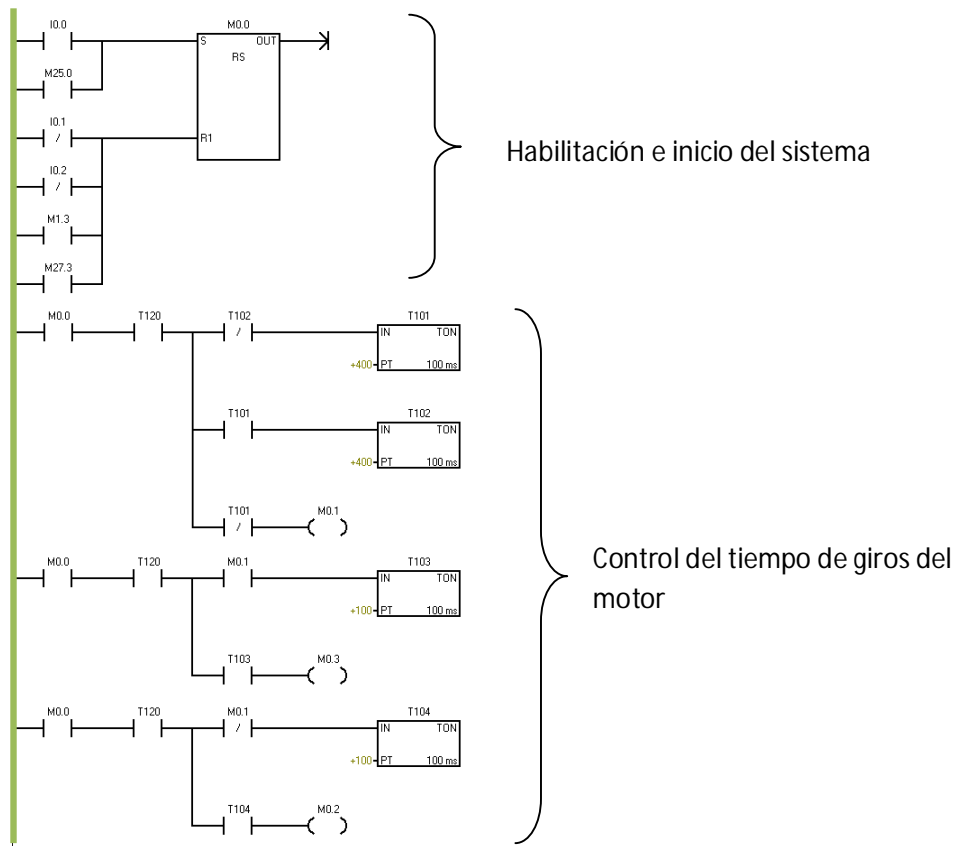 I0.0
M0.0
S OUT
RS
M25.0
I0.1
/
R1
I0.2
/
M1.3
M27.3
Habilitación e inicio del sistema
M0.0 T120 T102 T101
/
IN TON
+400 PT 100 ms
T101 T102
IN TON
+400 PT 100 ms
T101 M0.1
/
M0.0 T120 M0.1 T103
IN TON
+100 PT 100 ms
T103 M0.3
Control del tiempo de giros del
motor
M0.0 T120 M0.1 T104
/
IN TON
+100 PT 100 ms
T104 M0.2